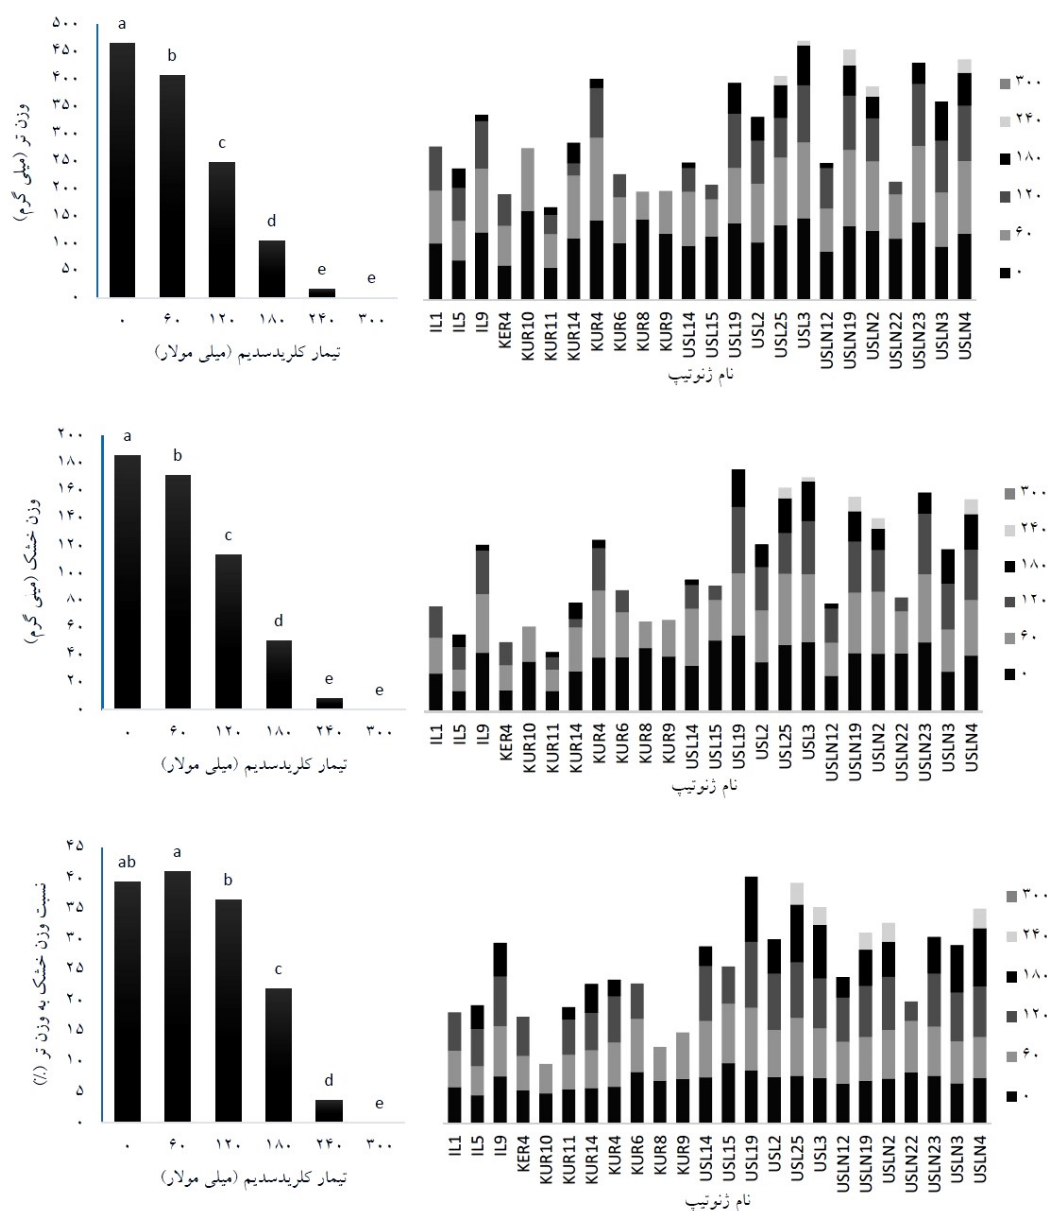 وزن تر (میلی گرم)
۵۰۰
۴۵۰
۴۰۰
۳۵۰
۳۰۰
۲۵۰
۲۰۰
۱۵۰
۱۰۰
۵۰
۰
a
b
c
d
e
e
۰ ۶۰ ۱۲۰ ۱۸۰ ۲۴۰ ۳۰۰
تیمار کلریدسدیم (میلی مولار)
IL1
IL5
IL9
KER4
KUR10
KUR11
KUR14
KUR4
KUR6
KUR8
KUR9
USL14
USL15
USL19
USL2
USL25
USL3
USLN12
USLN19
USLN2
USLN22
USLN23
USLN3
USLN4
نام ژنوتیپ
۳۰۰
۲۴۰
۱۸۰
۱۲۰
۶۰
۰
وزن خشک (میلی گرم)
۲۰۰
۱۸۰
۱۶۰
۱۴۰
۱۲۰
۱۰۰
۸۰
۶۰
۴۰
۲۰
۰
a
b
c
d
e
e
۰ ۶۰ ۱۲۰ ۱۸۰ ۲۴۰ ۳۰۰
تیمار کلریدسدیم (میلی مولار)
IL1
IL5
IL9
KER4
KUR10
KUR11
KUR14
KUR4
KUR6
KUR8
KUR9
USL14
USL15
USL19
USL2
USL25
USL3
USLN12
USLN19
USLN2
USLN22
USLN23
USLN3
USLN4
نام ژنوتیپ
۳۰۰
۲۴۰
۱۸۰
۱۲۰
۶۰
۰
نسبت وزن خشک به وزن تر (٪)
۴۵
۴۰
۳۵
۳۰
۲۵
۲۰
۱۵
۱۰
۵
۰
ab
a
b
c
d
e
۰ ۶۰ ۱۲۰ ۱۸۰ ۲۴۰ ۳۰۰
تیمار کلریدسدیم (میلی مولار)
IL1
IL5
IL9
KER4
KUR10
KUR11
KUR14
KUR4
KUR6
KUR8
KUR9
USL14
USL15
USL19
USL2
USL25
USL3
USLN12
USLN19
USLN2
USLN22
USLN23
USLN3
USLN4
نام ژنوتیپ
۳۰۰
۲۴۰
۱۸۰
۱۲۰
۶۰
۰